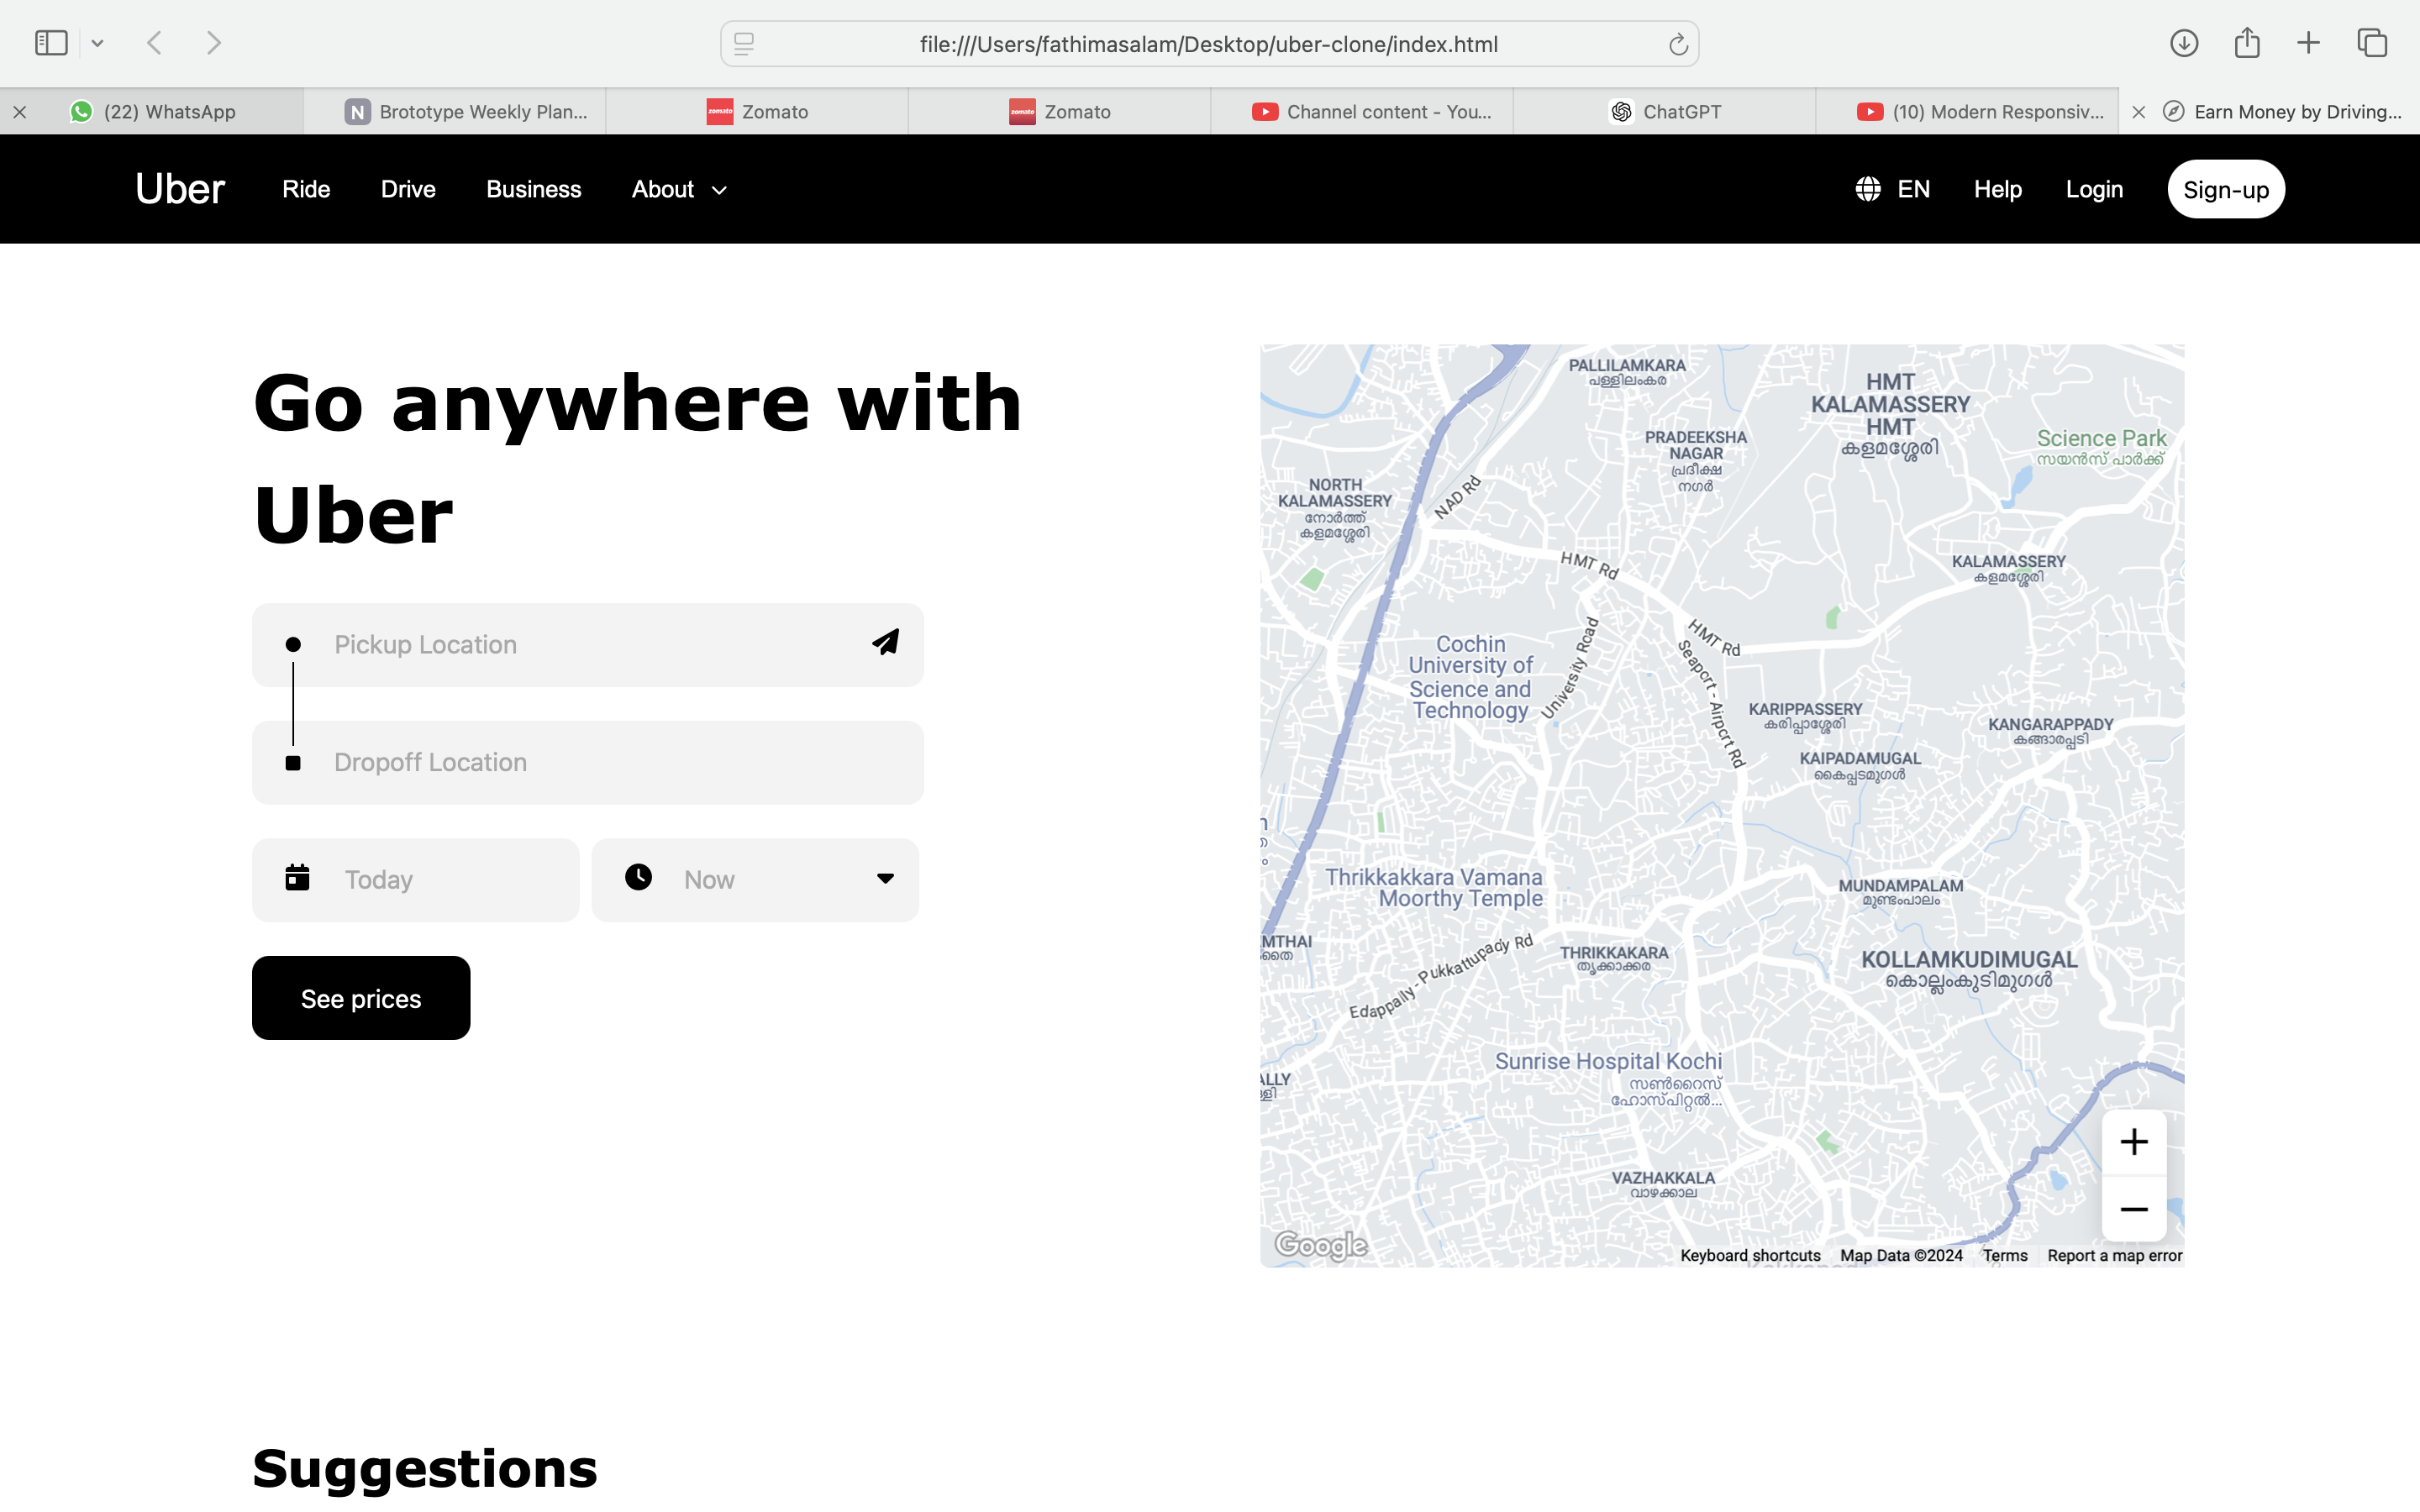 file:///Users/fathimasalam/Desktop/uber-clone/index.html
(22) WhatsApp
N Brototype Weekly Plan...
zomato Zomato
zomato Zomato
Channel content - You...
ChatGPT
(10) Modern Responsiv...
Earn Money by Driving...
Uber
Ride
Drive
Business
About
EN
Help
Login
Sign-up
Go anywhere with
Uber
Pickup Location
Dropoff Location
Today
Now
See prices
PALLILAMKARA
പള്ളിലംകര
HMT
KALAMASSERY
HMT
കളമശ്ശേരി
PRADEEKSHA
NAGAR
പ്രദീക്ഷ
നഗർ
Science Park
സയൻസ് പാർക്ക്
NORTH
KALAMASSERY
നോർത്ത്
കളമശ്ശേരി
NAD Rd
HMT Rd
KALAMASSERY
കളമശ്ശേരി
HMT Rd
Cochin
University of
Science and
Technology
University Road
Seaport - Airport Rd
KARIPPASSERY
കരിപ്പാശ്ശേരി
KANGARAPPADY
കങ്ങാരപ്പടി
KAIPADAMUGAL
കൈപ്പടമുഗൾ
Thrikkakkara Vamana
Moorthy Temple
MUNDAMPALAM
മുണ്ടംപാലം
MTHAI
തൈ
Edappally - Pukkattupady Rd
THRIKKAKARA
തൃക്കാക്കര
KOLLAMKUDIMUGAL
കൊല്ലംകുടിമുഗൾ
Sunrise Hospital Kochi
സൺറൈസ്
ഹോസ്പിറ്റൽ...
ALLY
ള്ളി
VAZHAKKALA
വാഴക്കാല
+
−
Google
Keyboard shortcuts
Map Data ©2024
Terms
Report a map error
Suggestions